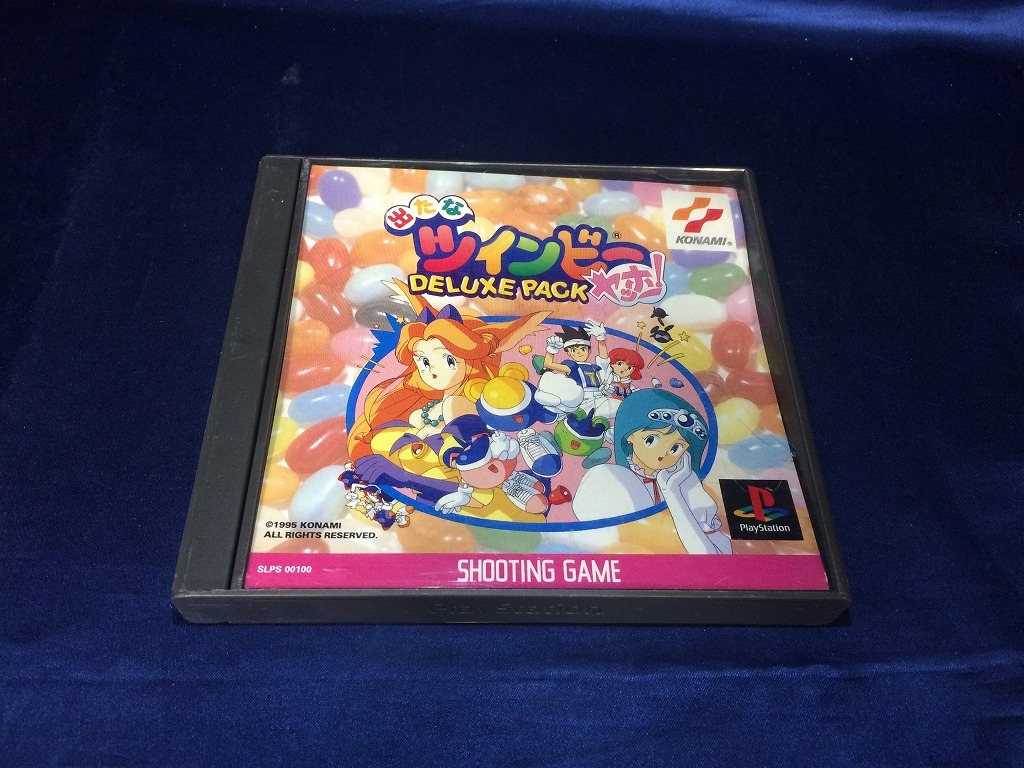 出たな
ツインビー®
ヤッホー!
DELUXE PACK
KONAMI®
T
©1995 KONAMI
ALL RIGHTS RESERVED.
PlayStation
SLPS 00100
SHOOTING GAME
PlayStation